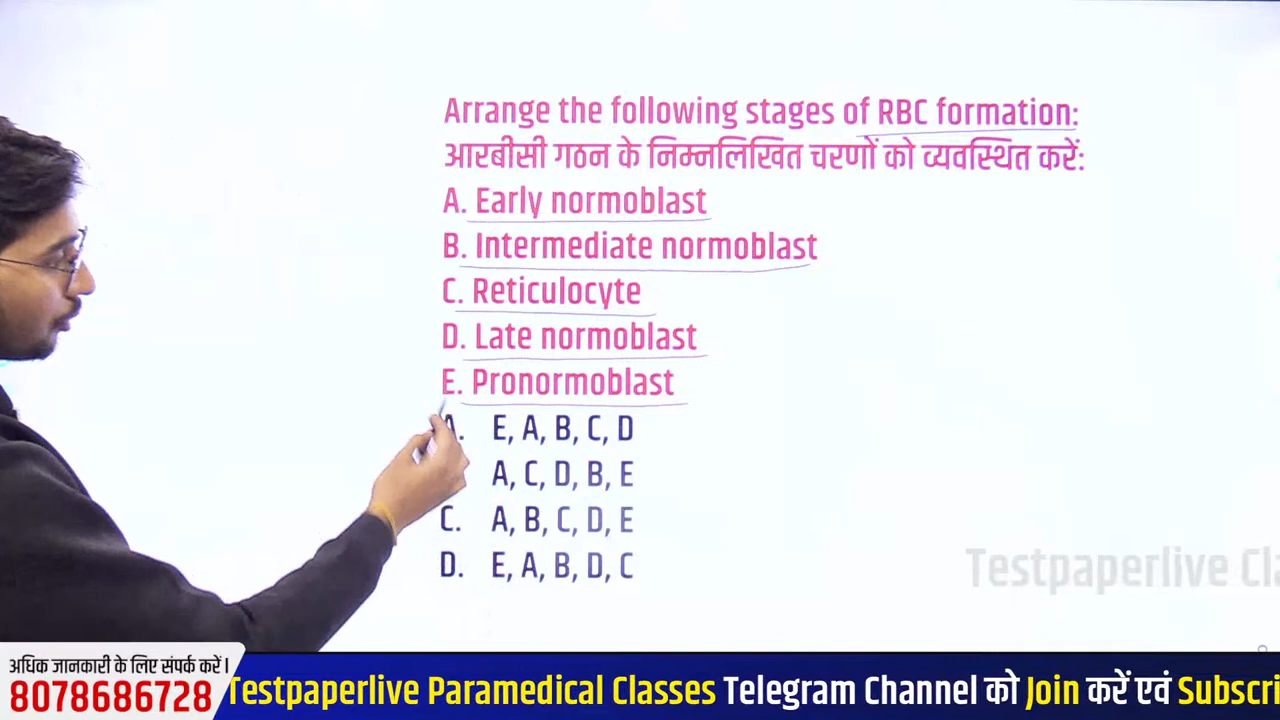 Arrange the following stages of RBC formation:
आरबीसी गठन के निम्नलिखित चरणों को व्यवस्थित करें:
A. Early normoblast
B. Intermediate normoblast
C. Reticulocyte
D. Late normoblast
E. Pronormoblast
A. E, A, B, C, D
A, C, D, B, E
C. A, B, C, D, E
D. E, A, B, D, C
Testpaperlive
अधिक जानकारी के लिए संपर्क करें।
8078686728
Testpaperlive Paramedical Classes Telegram Channel को Join करें एवं